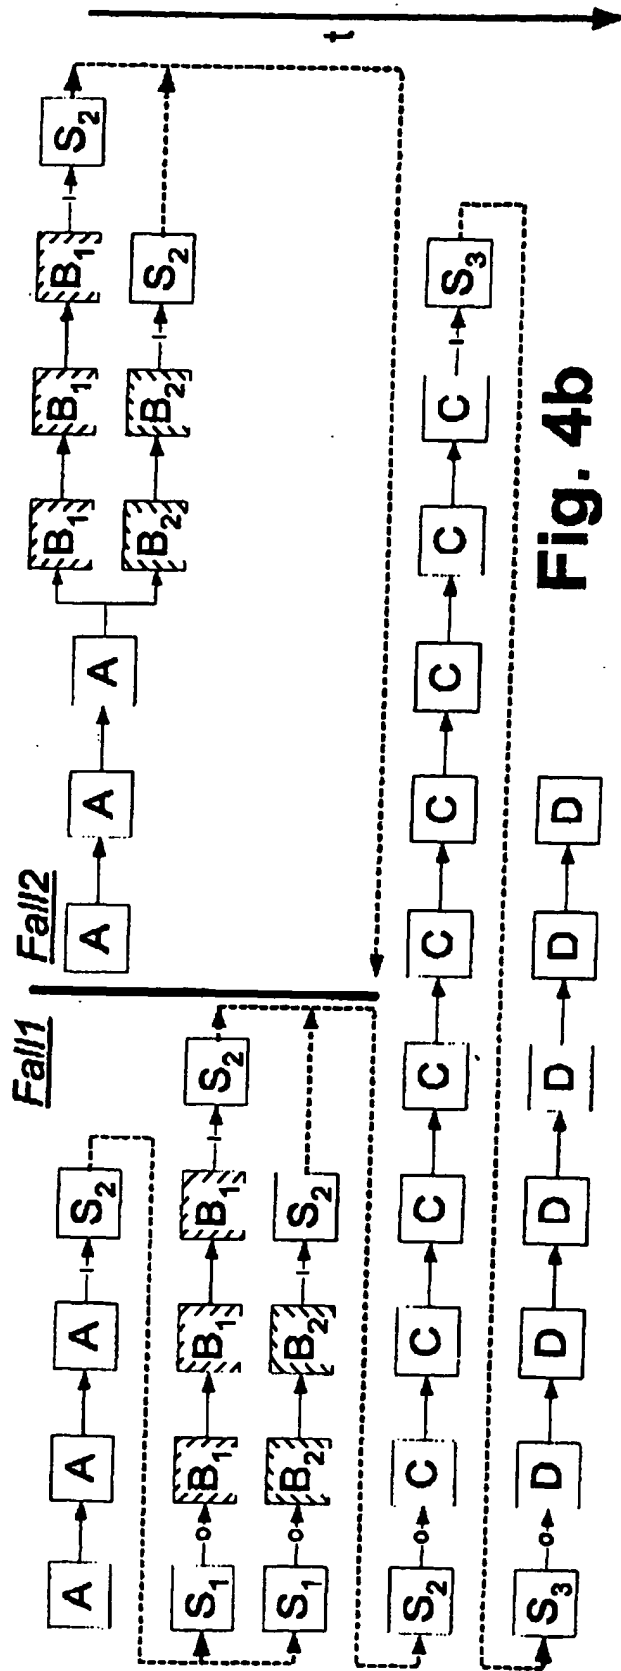 Fall1
A A A S₂
S₁ B₁ B₁ B₁ S₂
S₁ B₂ B₂ S₂
Fall2
A A A
B₁ B₁ B₁ S₂
B₂ B₂ S₂
t
S₂ C C C C C C C C C S₃
S₃ D D D D D D
Fig. 4b